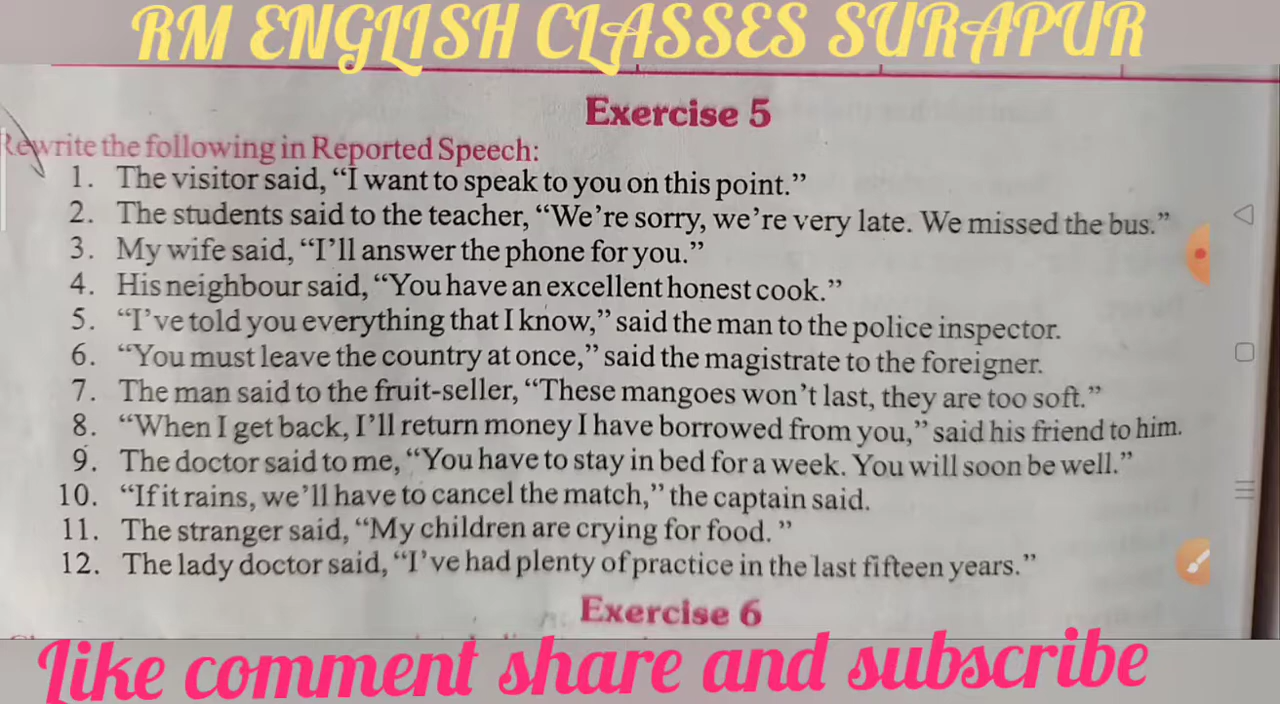 RM ENGLISH CLASSES SURAPUR
Exercise 5
Rewrite the following in Reported Speech:
1. The visitor said, “I want to speak to you on this point.”
2. The students said to the teacher, “We’re sorry, we’re very late. We missed the bus.”
3. My wife said, “I’ll answer the phone for you.”
4. His neighbour said, “You have an excellent honest cook.”
5. “I’ve told you everything that I know,” said the man to the police inspector.
6. “You must leave the country at once,” said the magistrate to the foreigner.
7. The man said to the fruit-seller, “These mangoes won’t last, they are too soft.”
8. “When I get back, I’ll return money I have borrowed from you,” said his friend to him.
9. The doctor said to me, “You have to stay in bed for a week. You will soon be well.”
10. “If it rains, we’ll have to cancel the match,” the captain said.
11. The stranger said, “My children are crying for food. ”
12. The lady doctor said, “I’ve had plenty of practice in the last fifteen years.”
Exercise 6
Like comment share and subscribe